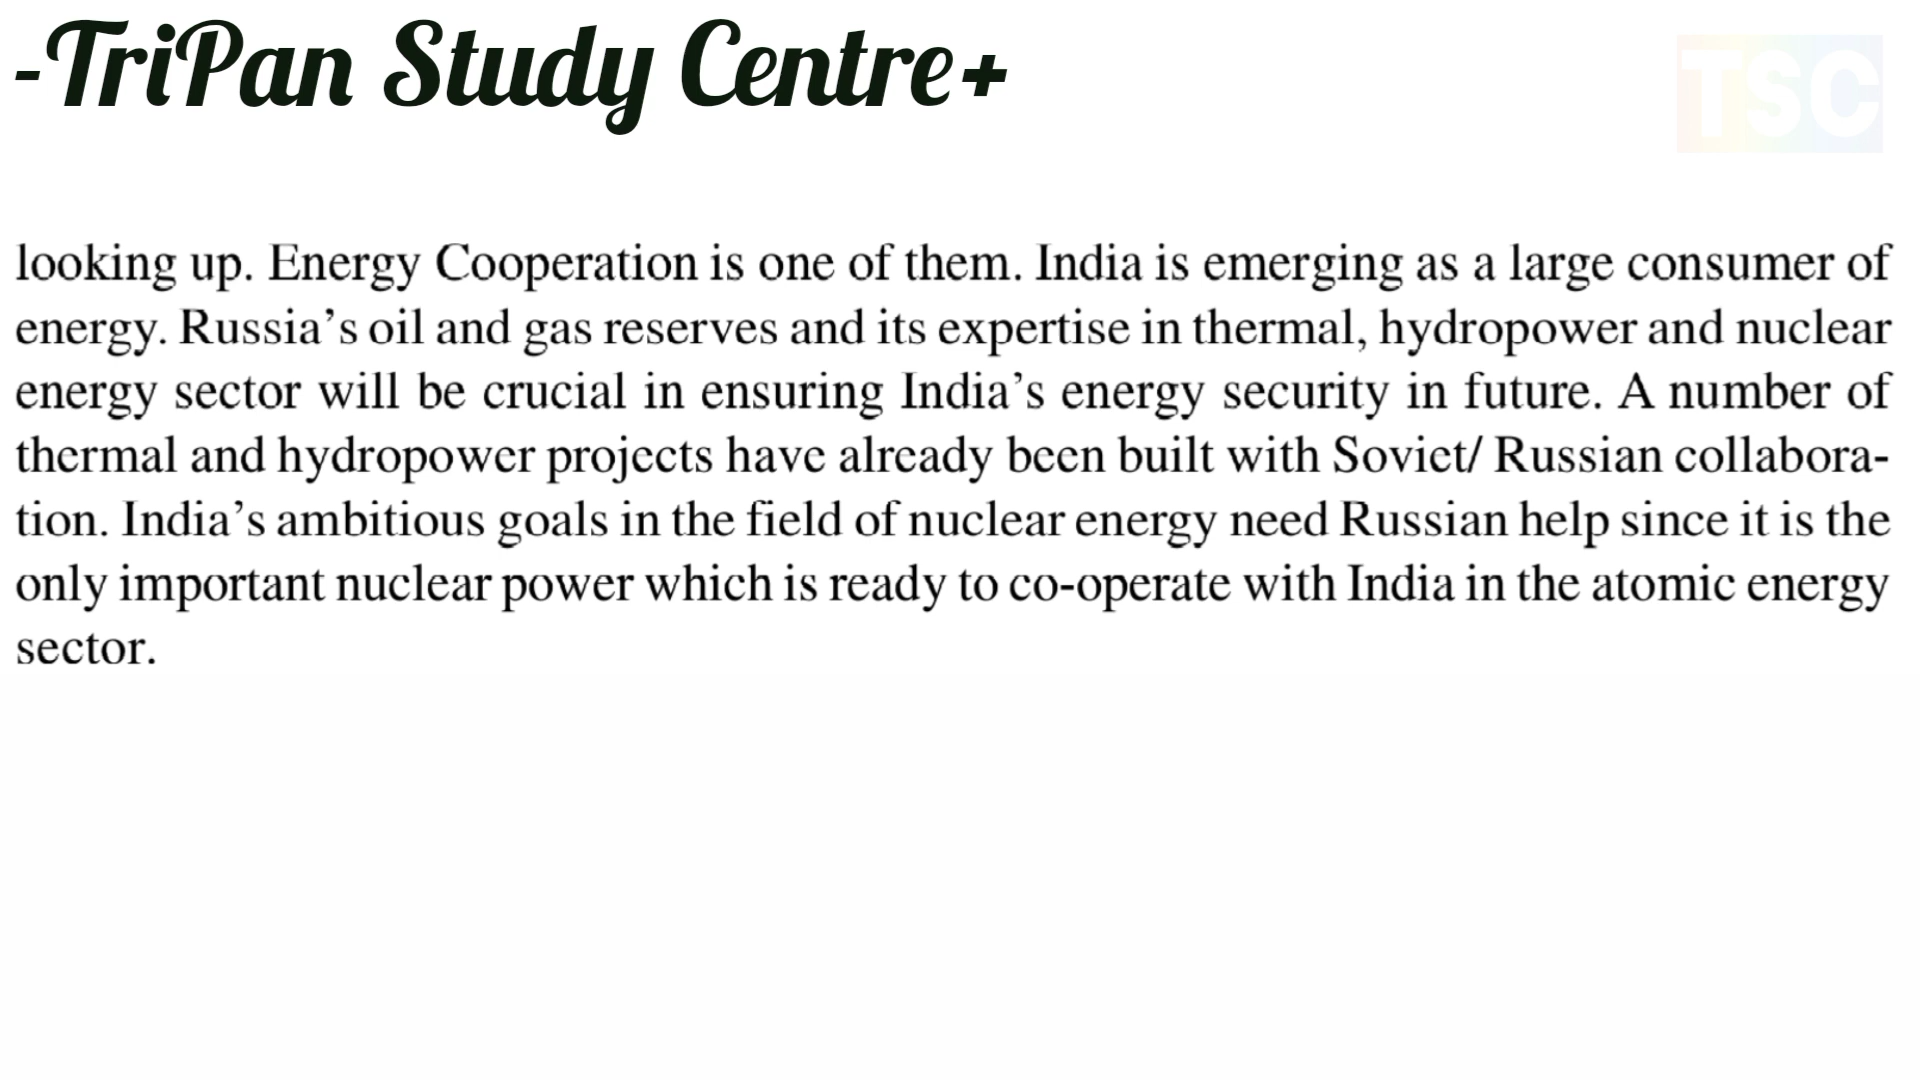 -TriPan Study Centre+
TSC
looking up. Energy Cooperation is one of them. India is emerging as a large consumer of
energy. Russia’s oil and gas reserves and its expertise in thermal, hydropower and nuclear
energy sector will be crucial in ensuring India’s energy security in future. A number of
thermal and hydropower projects have already been built with Soviet/ Russian collabora-
tion. India’s ambitious goals in the field of nuclear energy need Russian help since it is the
only important nuclear power which is ready to co-operate with India in the atomic energy
sector.